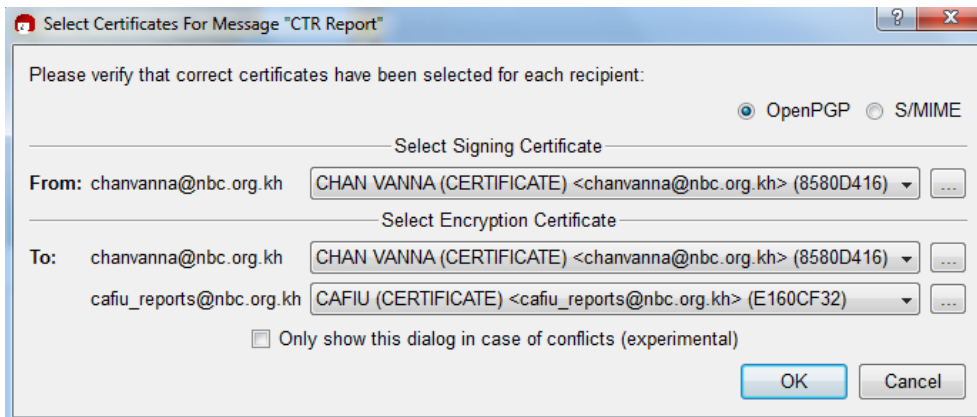 Select Certificates For Message "CTR Report"
Please verify that correct certificates have been selected for each recipient:
OpenPGP S/MIME
Select Signing Certificate
From: chanvanna@nbc.org.kh CHAN VANNA (CERTIFICATE) <chanvanna@nbc.org.kh> (8580D416) ...
Select Encryption Certificate
To: chanvanna@nbc.org.kh CHAN VANNA (CERTIFICATE) <chanvanna@nbc.org.kh> (8580D416) ...
cafiu_reports@nbc.org.kh CAFIU (CERTIFICATE) <cafiu_reports@nbc.org.kh> (E160CF32) ...
Only show this dialog in case of conflicts (experimental)
OK Cancel